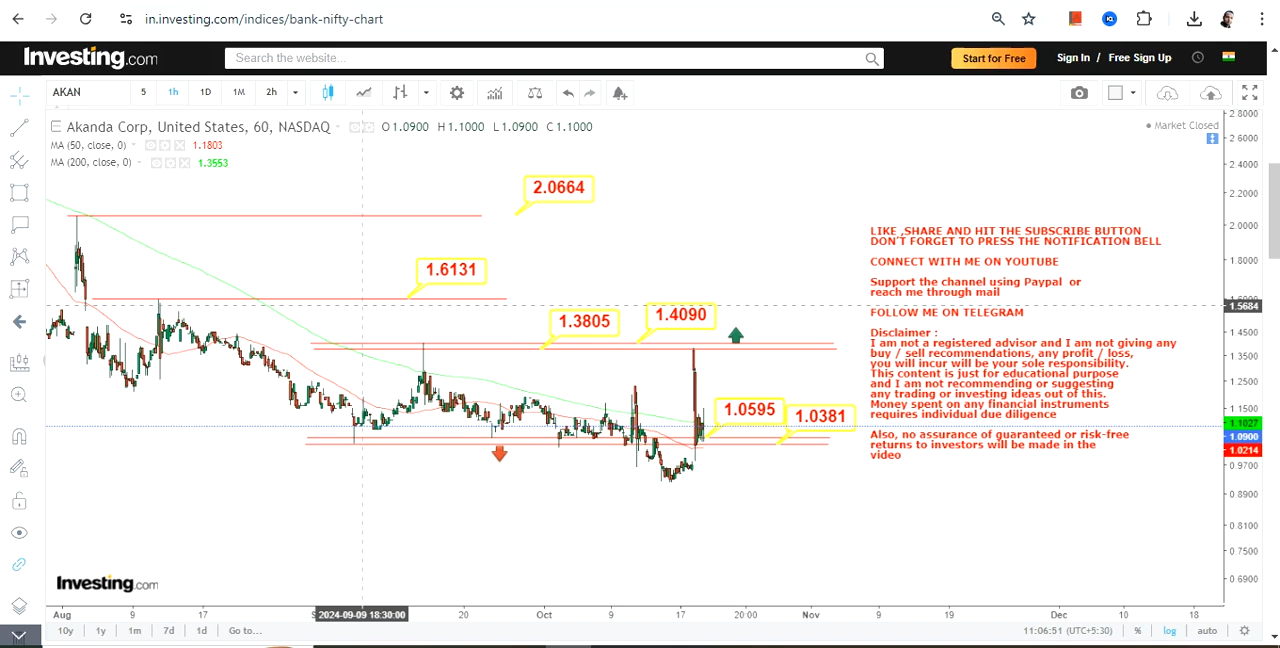 in.investing.com/indices/bank-nifty-chart
Investing.com
Search the website...
Start for Free
Sign In / Free Sign Up
AKAN
5
1h
1D
1M
2h
Akanda Corp, United States, 60, NASDAQ
O 1.0900 H 1.1000 L 1.0900 C 1.1000
Market Closed
MA (50, close, 0)
1.1803
MA (200, close, 0)
1.3553
2.0664
1.6131
1.3805
1.4090
1.0595
1.0381
LIKE ,SHARE AND HIT THE SUBSCRIBE BUTTON
DON'T FORGET TO PRESS THE NOTIFICATION BELL
CONNECT WITH ME ON YOUTUBE
Support the channel using Paypal or
reach me through mail
FOLLOW ME ON TELEGRAM
Disclaimer :
I am not a registered advisor and I am not giving any
buy / sell recommendations, any profit / loss,
you will incur will be your sole responsibility.
This content is just for educational purpose
and I am not recommending or suggesting
any trading or investing ideas out of this.
Money spent on any financial instruments
requires individual due diligence
Also, no assurance of guaranteed or risk-free
returns to investors will be made in the
video
2.8000
2.6000
2.4000
2.2000
2.0000
1.8000
1.5684
1.4500
1.3500
1.2500
1.1500
1.1027
1.0900
1.0214
0.9700
0.8900
0.8100
0.7500
0.6900
Investing.com
Aug
9
17
2024-09-09 18:30:00
20
Oct
9
17
20:00
Nov
9
19
Dec
10
18
10y
1y
1m
7d
1d
Go to...
11:06:51 (UTC+5:30)
%
log
auto